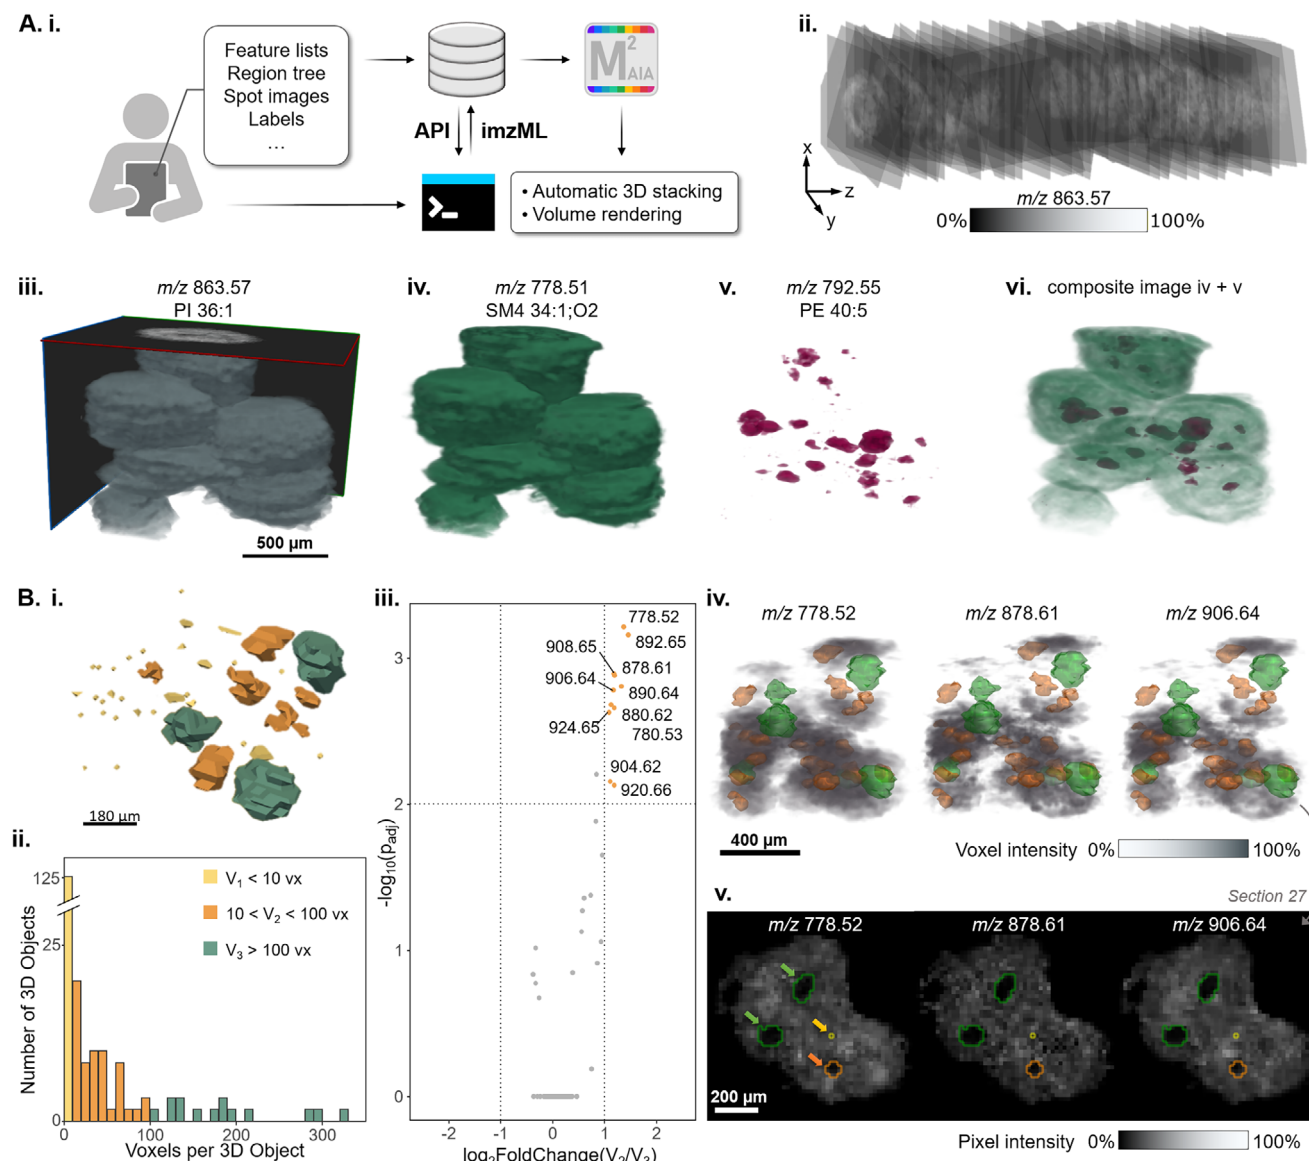 A. i.
Feature lists
Region tree
Spot images
Labels
...
M2
AIA
API
imzML
>_
• Automatic 3D stacking
• Volume rendering
ii.
x
z
y
m/z 863.57
0% 100%
iii.
m/z 863.57
PI 36:1
500 µm
iv.
m/z 778.51
SM4 34:1;O2
v.
m/z 792.55
PE 40:5
vi.
composite image iv + v
B. i.
180 µm
ii.
Number of 3D Objects
125
25
0
V1 < 10 vx
10 < V2 < 100 vx
V3 > 100 vx
0 100 200 300
Voxels per 3D Object
iii.
-log10(padj)
3
2
1
0
778.52
892.65
908.65
878.61
906.64
890.64
880.62
924.65
780.53
904.62
920.66
-2 -1 0 1 2
log2FoldChange(V2/V3)
iv.
m/z 778.52 m/z 878.61 m/z 906.64
400 µm
Voxel intensity 0% 100%
v.
Section 27
m/z 778.52 m/z 878.61 m/z 906.64
200 µm
Pixel intensity 0% 100%